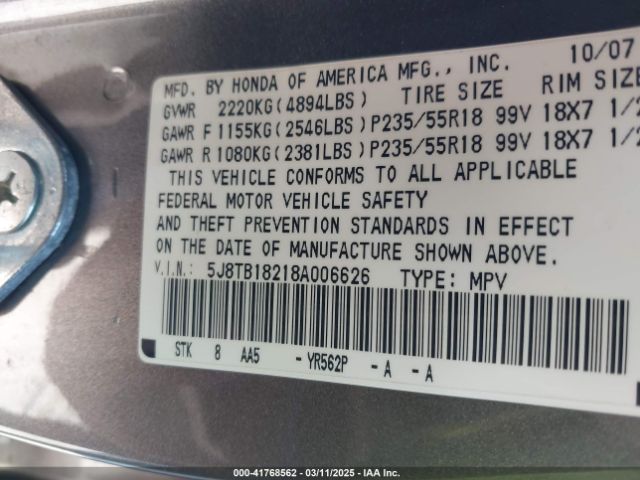 10/07
MFD. BY HONDA OF AMERICA MFG., INC.
GVWR 2220KG(4894LBS) TIRE SIZE RIM SIZE
GAWR F 1155KG(2546LBS) P235/55R18 99V 18X7 1/2
GAWR R 1080KG(2381LBS) P235/55R18 99V 18X7 1/2
THIS VEHICLE CONFORMS TO ALL APPLICABLE
FEDERAL MOTOR VEHICLE SAFETY
AND THEFT PREVENTION STANDARDS IN EFFECT
ON THE DATE OF MANUFACTURE SHOWN ABOVE.
V.I.N.: 5J8TB18218A006626 TYPE: MPV
STK 8 AA5 - YR562P - A - A
000-41768562 - 03/11/2025 - IAA Inc.